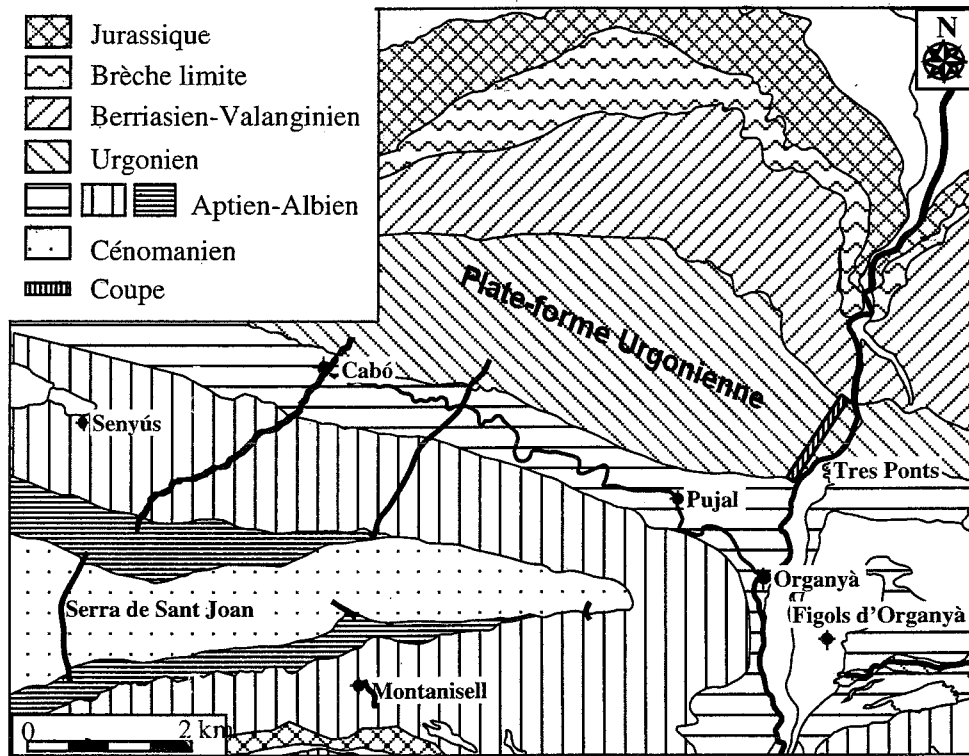 Jurassique
Brèche limite
Berriasien-Valanginien
Urgonien
Aptien-Albien
Cénomanien
Coupe
N
Plate-forme Urgonienne
Cabó
Senyús
Tres Ponts
Pujal
Organyà
Serra de Sant Joan
Figols d'Organyà
Montanisell
0 2 km